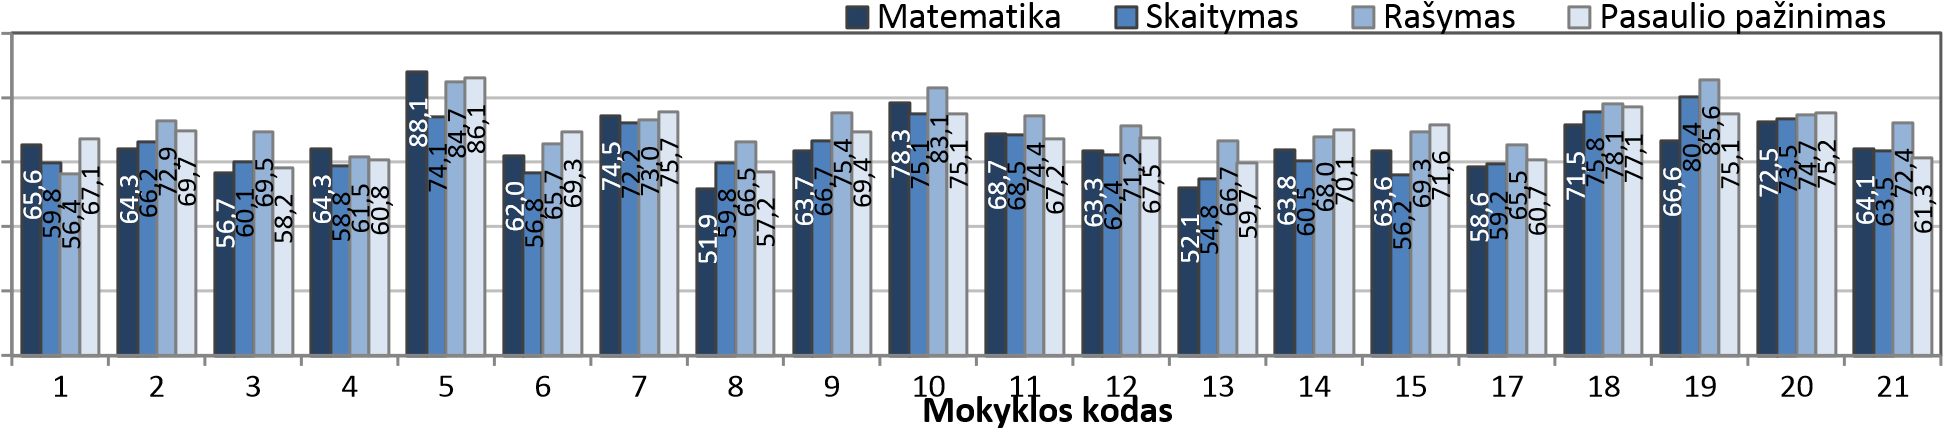 Matematika Skaitymas Rašymas Pasaulio pažinimas
65,6 59,8 56,4 67,1
64,3 66,2 72,9 69,7
56,7 60,1 69,5 58,2
64,3 58,8 61,5 60,8
88,1 74,1 84,7 86,1
62,0 56,8 65,7 69,3
74,5 72,2 73,0 75,7
51,9 59,8 66,5 57,2
63,7 66,7 75,4 69,4
78,3 75,1 83,1 75,1
68,7 68,5 74,4 67,2
63,3 62,4 71,2 67,5
52,1 54,8 66,7 59,7
63,8 60,5 68,0 70,1
63,6 56,2 69,3 71,6
58,6 59,2 65,5 60,7
71,5 75,8 78,1 77,1
66,6 80,4 85,6 75,1
72,5 73,5 74,7 75,2
64,1 63,5 72,4 61,3
1 2 3 4 5 6 7 8 9 10 11 12 13 14 15 17 18 19 20 21
Mokyklos kodas